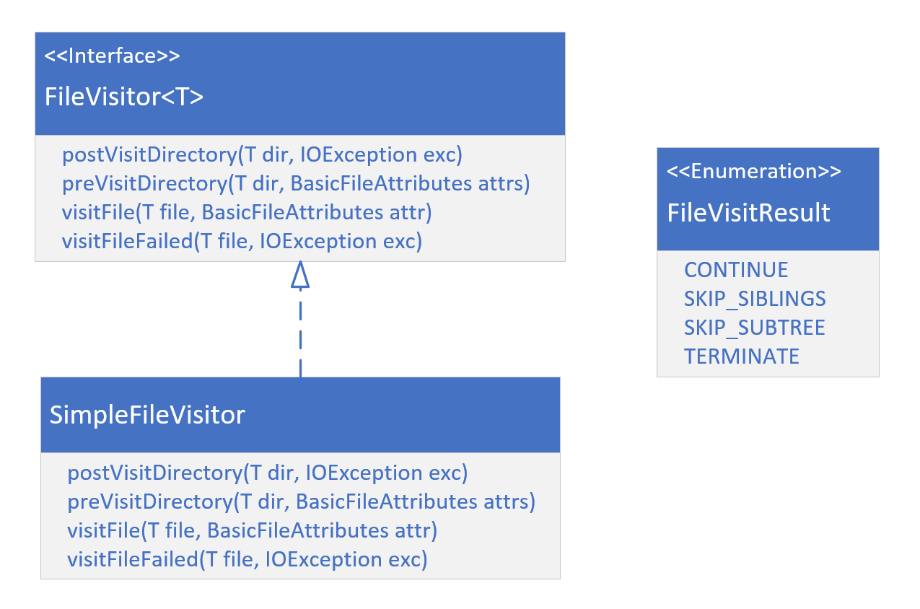 <<Interface>>
FileVisitor<T>
postVisitDirectory(T dir, IOException exc)
preVisitDirectory(T dir, BasicFileAttributes attrs)
visitFile(T file, BasicFileAttributes attr)
visitFileFailed(T file, IOException exc)
<<Enumeration>>
FileVisitResult
CONTINUE
SKIP_SIBLINGS
SKIP_SUBTREE
TERMINATE
SimpleFileVisitor
postVisitDirectory(T dir, IOException exc)
preVisitDirectory(T dir, BasicFileAttributes attrs)
visitFile(T file, BasicFileAttributes attr)
visitFileFailed(T file, IOException exc)